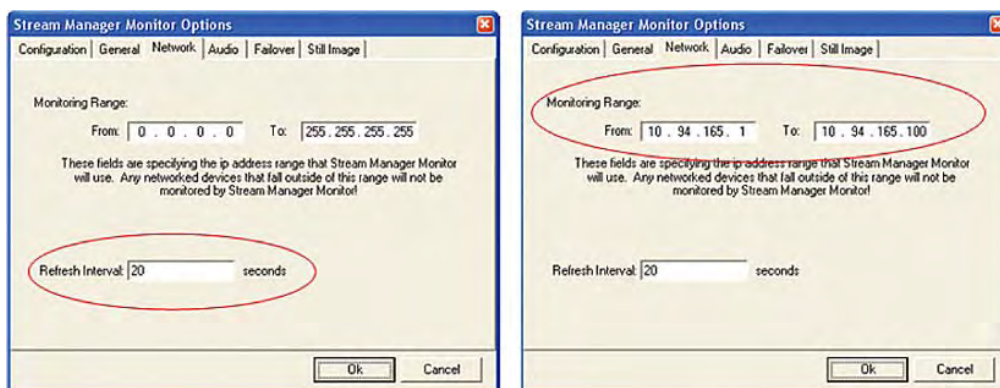 Stream Manager Monitor Options
Configuration General Network Audio Failover Still Image
Monitoring Range:
From: 0 . 0 . 0 . 0 To: 255 . 255 . 255 . 255
These fields are specifying the ip address range that Stream Manager Monitor
will use. Any networked devices that fall outside of this range will not be
monitored by Stream Manager Monitor!
Refresh Interval: 20 seconds
Ok Cancel
Stream Manager Monitor Options
Configuration General Network Audio Failover Still Image
Monitoring Range:
From: 10 . 94 . 165 . 1 To: 10 . 94 . 165 . 100
These fields are specifying the ip address range that Stream Manager Monitor
will use. Any networked devices that fall outside of this range will not be
monitored by Stream Manager Monitor!
Refresh Interval: 20 seconds
Ok Cancel